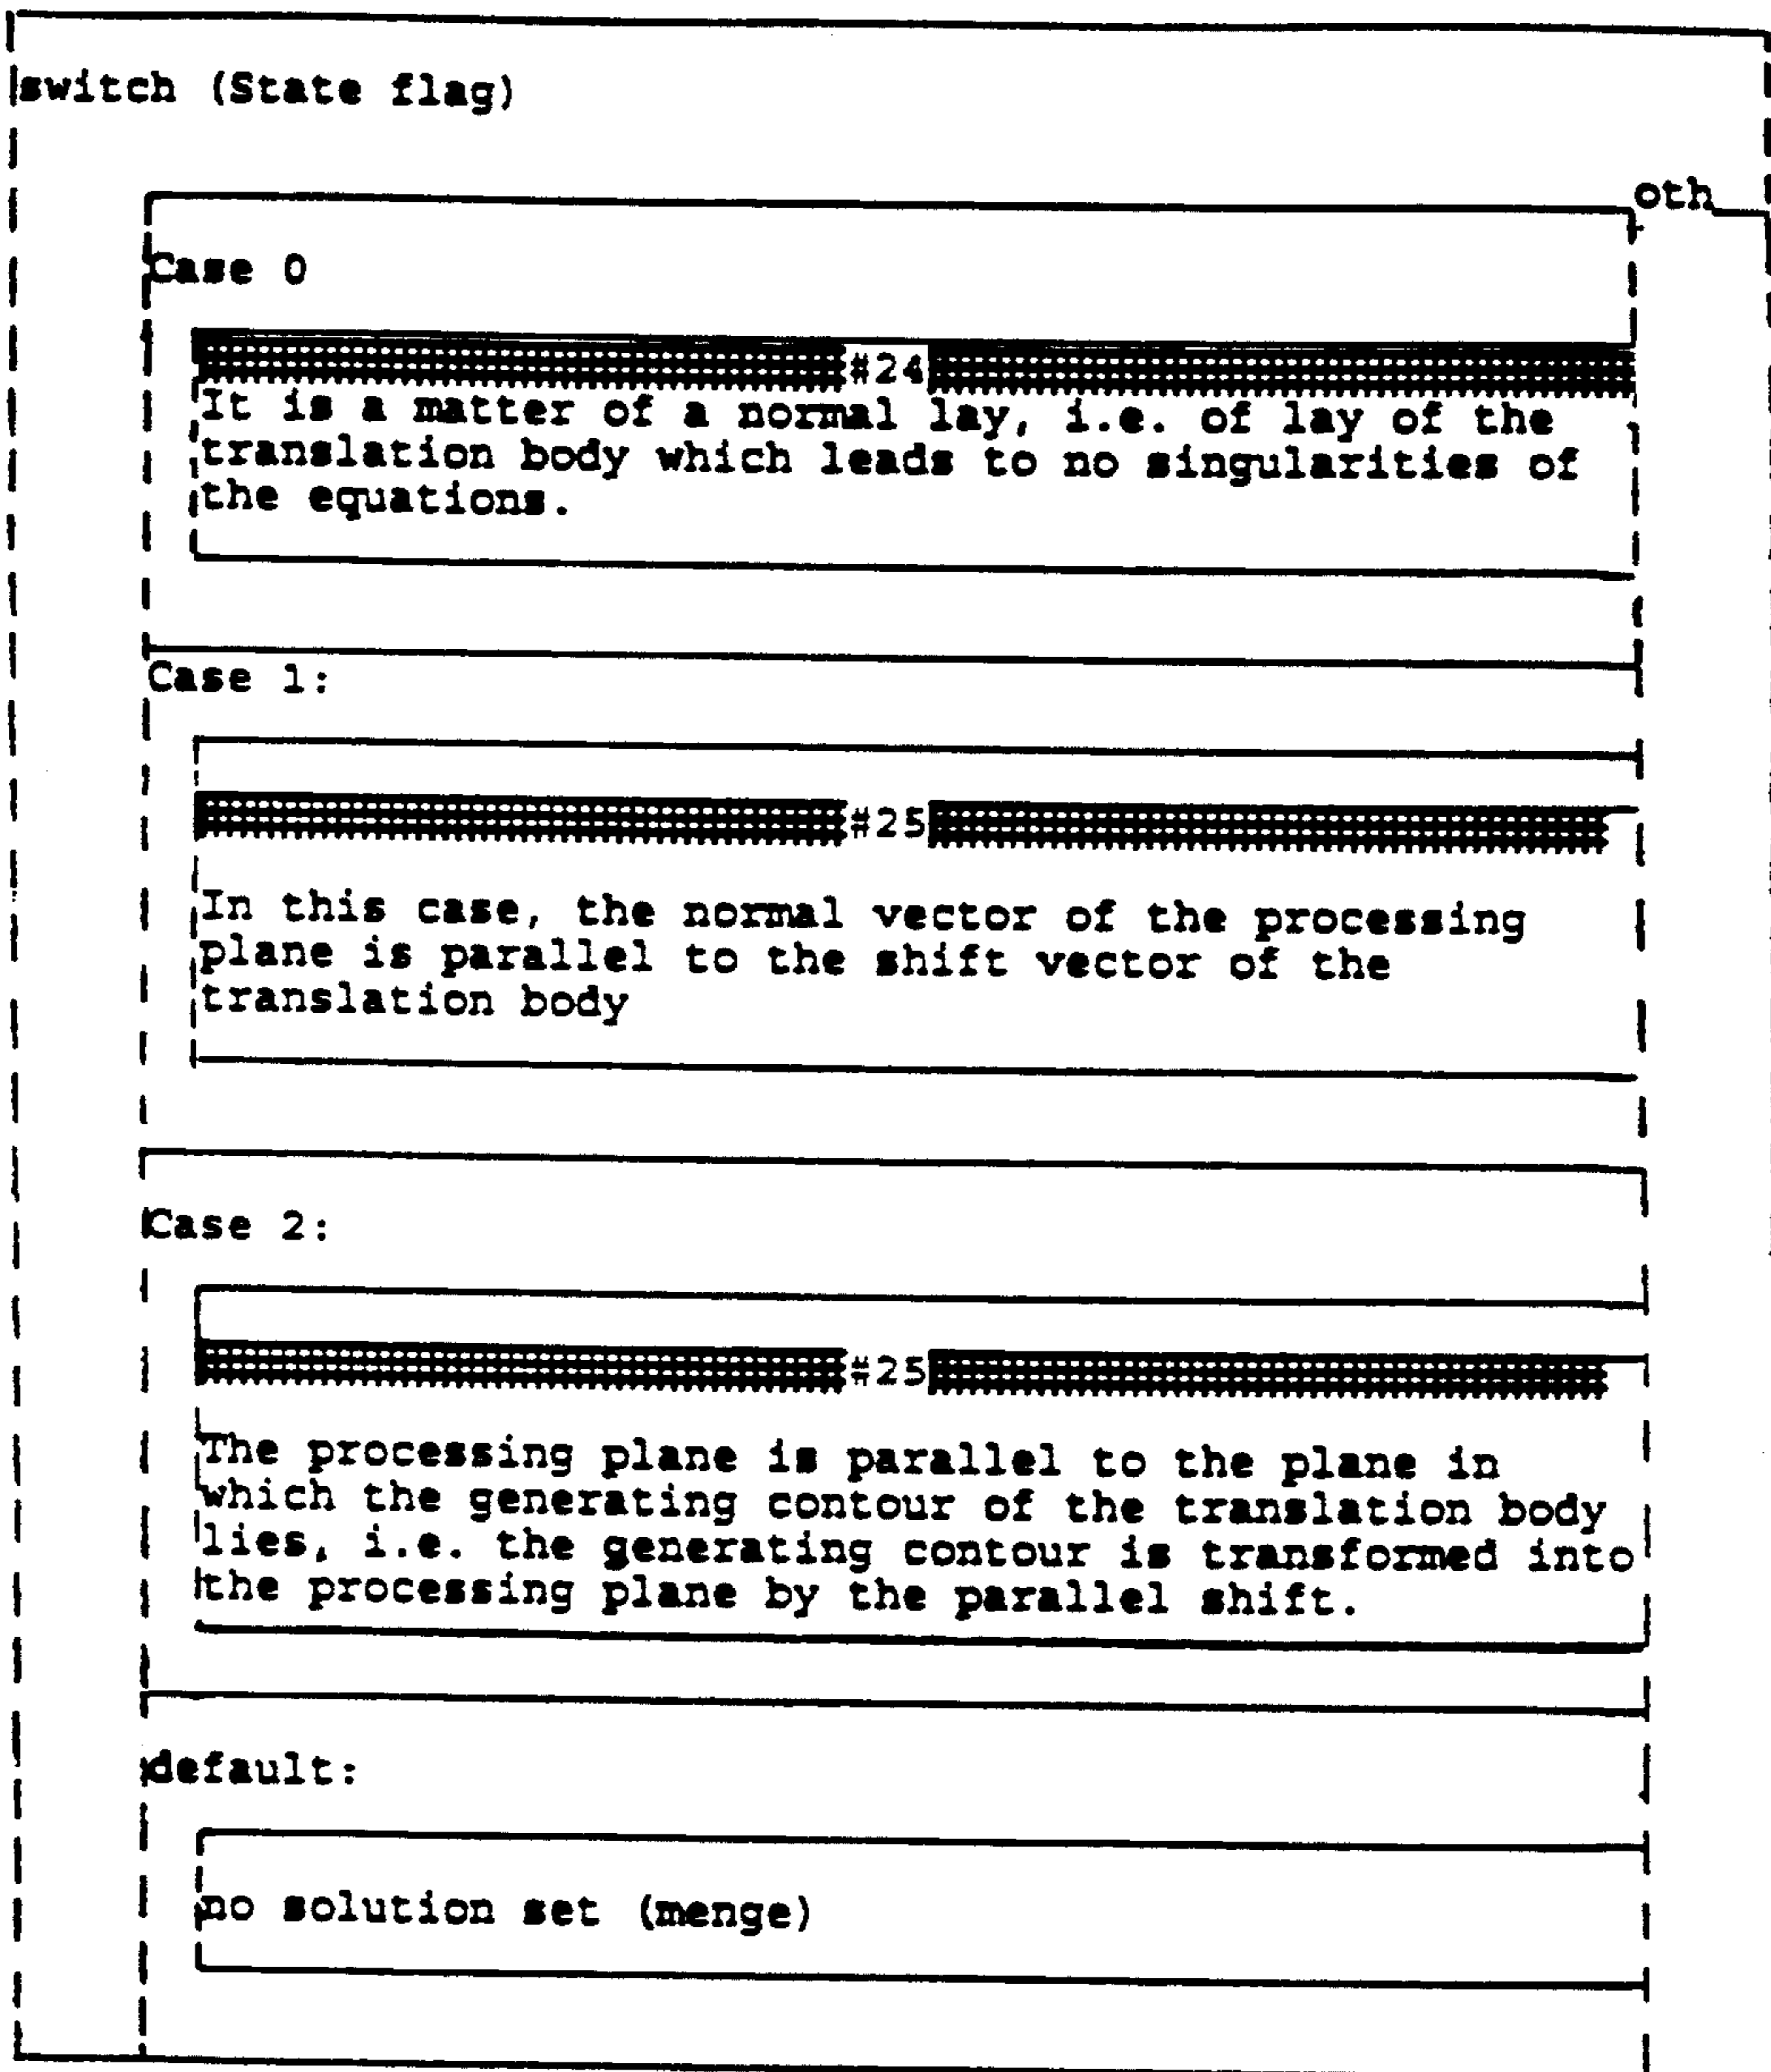 switch (State flag)
oth
Case 0
#24
It is a matter of a normal lay, i.e. of lay of the
translation body which leads to no singularities of
the equations.
Case 1:
#25
In this case, the normal vector of the processing
plane is parallel to the shift vector of the
translation body
Case 2:
#25
The processing plane is parallel to the plane in
which the generating contour of the translation body
lies, i.e. the generating contour is transformed into
the processing plane by the parallel shift.
default:
no solution set (menge)